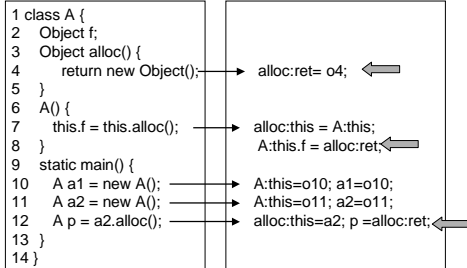 1 class A {
2 Object f;
3 Object alloc() {
4 return new Object();
5 }
6 A() {
7 this.f = this.alloc();
8 }
9 static main() {
10 A a1 = new A();
11 A a2 = new A();
12 A p = a2.alloc();
13 }
14 }
alloc:ret= o4;
alloc:this = A:this;
A:this.f = alloc:ret;
A:this=o10; a1=o10;
A:this=o11; a2=o11;
alloc:this=a2; p =alloc:ret;